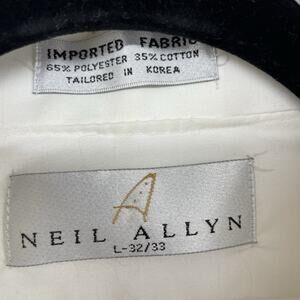 IMPORTED FABRIC
65% POLYESTER 35% COTTON
TAILORED IN KOREA
A
NEIL ALLYN
L-32/33